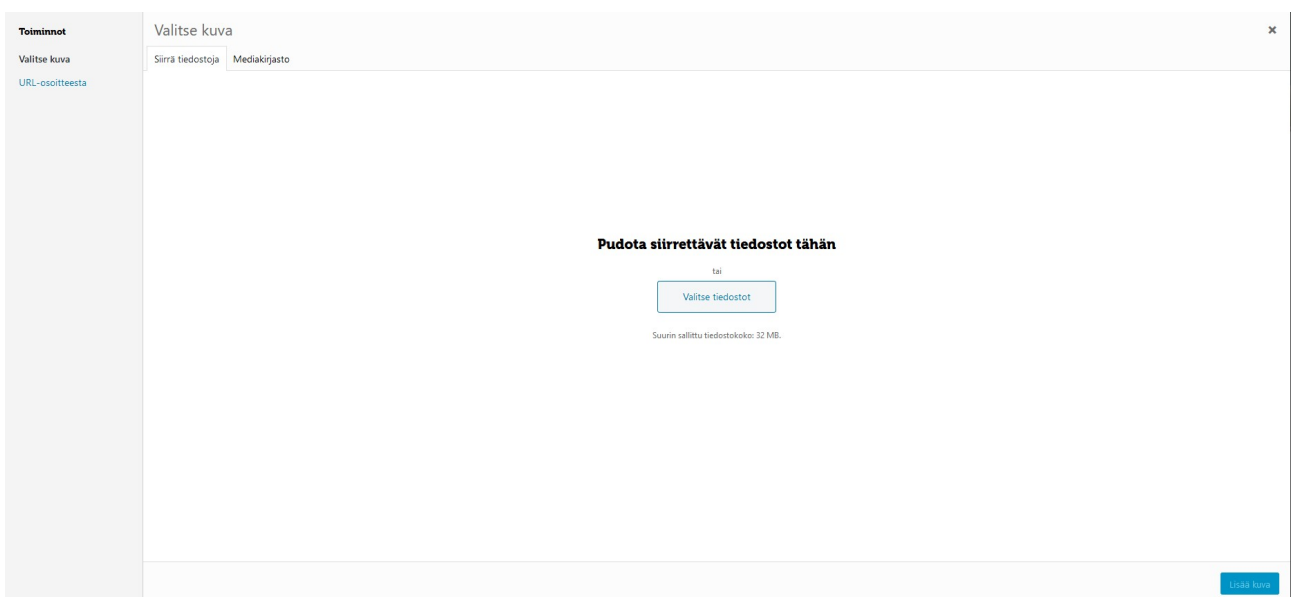 Toiminnot
Valitse kuva
URL-osoitteesta
Valitse kuva
Siirrä tiedostoja
Mediakirjasto
Pudota siirrettävät tiedostot tähän
tai
Valitse tiedostot
Suurin sallittu tiedostokoko: 32 MB.
Lisää kuva